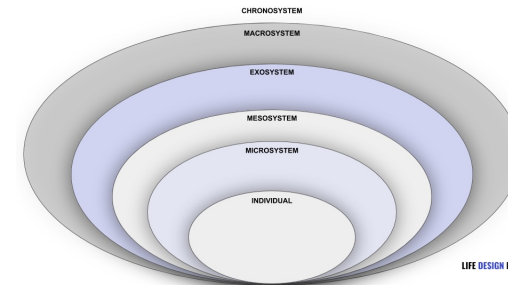 CHRONOSYSTEM
MACROSYSTEM
EXOSYSTEM
MESOSYSTEM
MICROSYSTEM
INDIVIDUAL
LIFE DESIGN